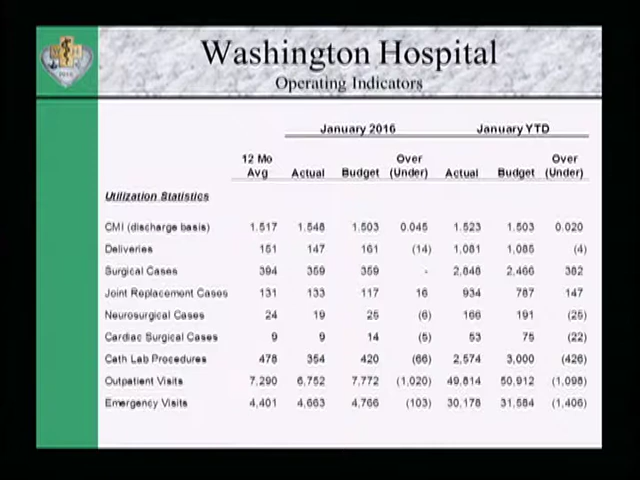 Washington Hospital
Operating Indicators
January 2016 January YTD
12 Mo Over Over
Avg Actual Budget (Under) Actual Budget (Under)
Utilization Statistics
CMI (discharge basis) 1.517 1.548 1.503 0.045 1.523 1.503 0.020
Deliveries 151 147 161 (14) 1,081 1,085 (4)
Surgical Cases 394 359 359 - 2,848 2,466 382
Joint Replacement Cases 131 133 117 16 934 787 147
Neurosurgical Cases 24 19 25 (6) 166 191 (25)
Cardiac Surgical Cases 9 9 14 (5) 53 75 (22)
Cath Lab Procedures 478 354 420 (66) 2,574 3,000 (426)
Outpatient Visits 7,290 6,752 7,772 (1,020) 49,814 50,912 (1,098)
Emergency Visits 4,401 4,663 4,766 (103) 30,178 31,584 (1,406)